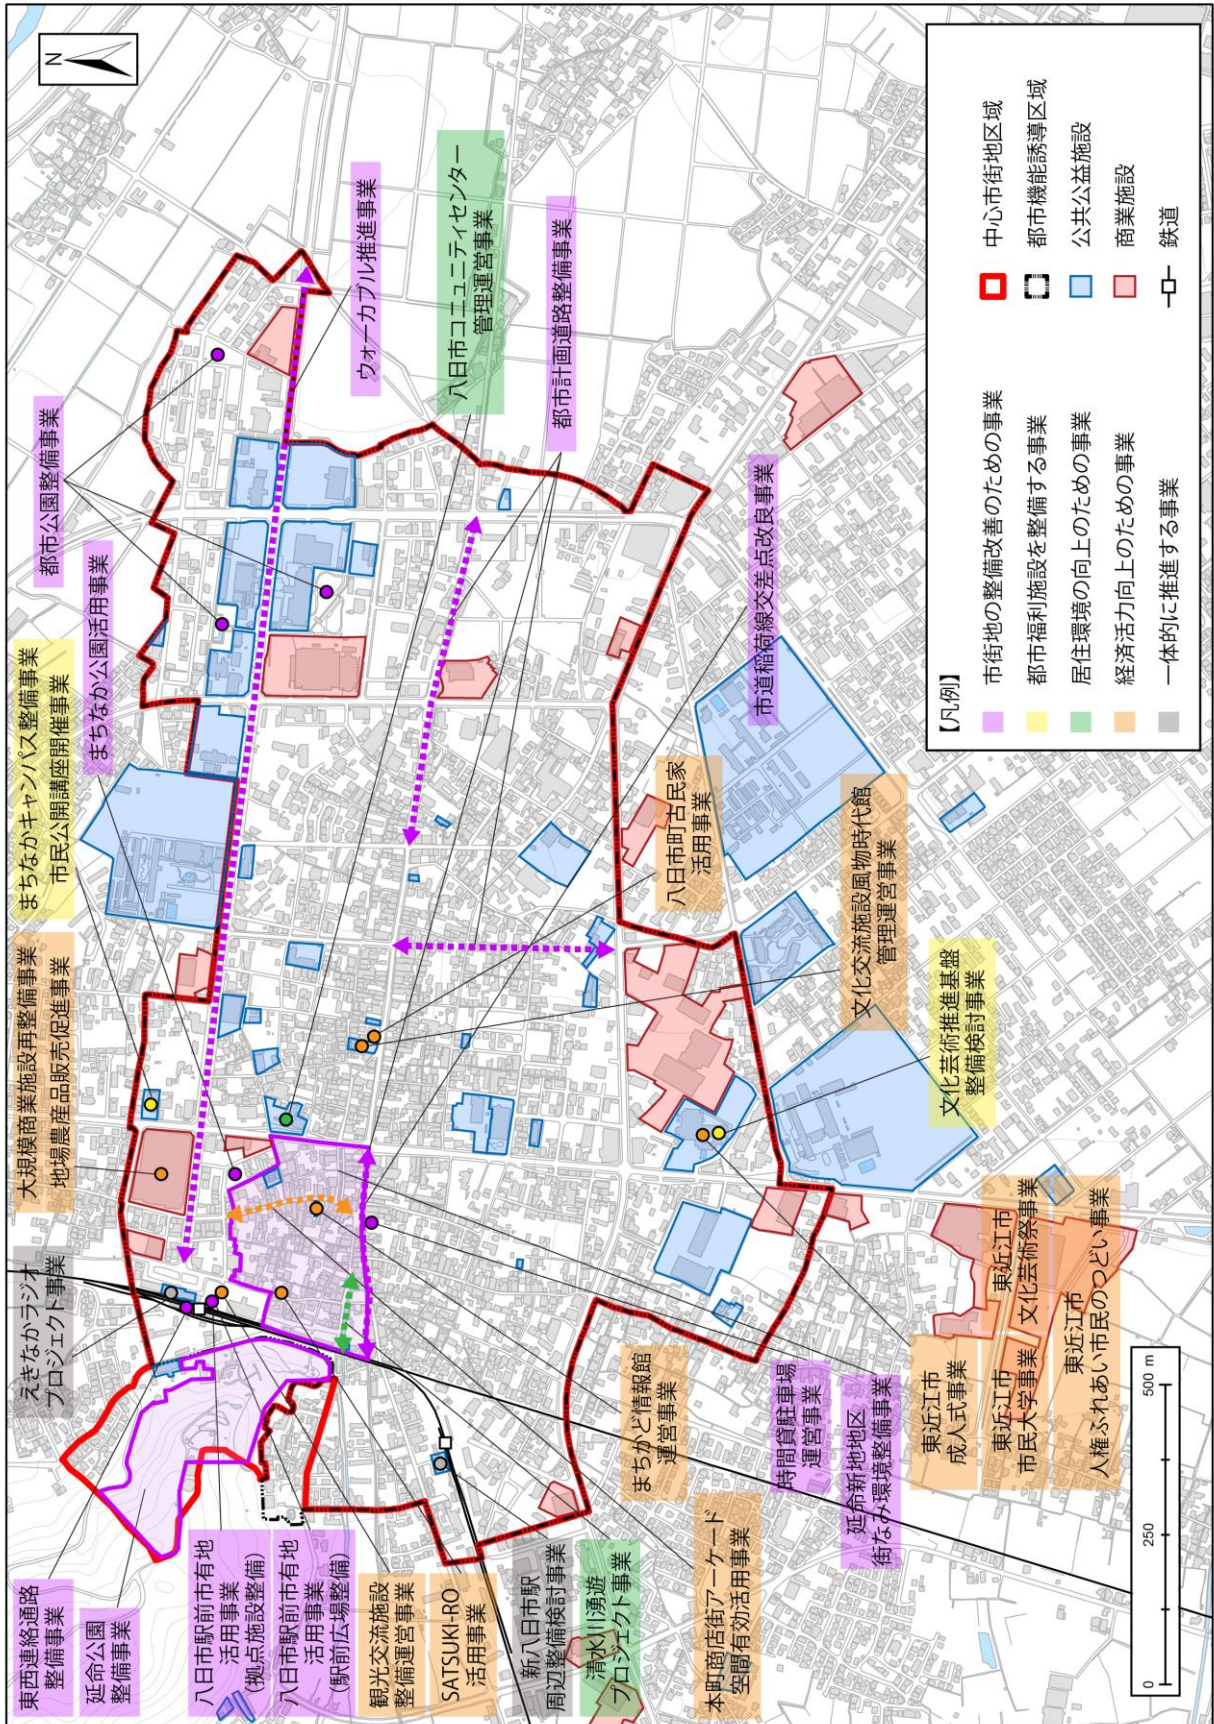 N
都市公園整備事業
まちなか公園活用事業
まちなかキャンパス整備事業
市民公開講座開催事業
大規模商業施設再整備事業
地場農産品販売促進事業
えきなかラジオ
プロジェクト事業
東西連絡通路
整備事業
延命公園
整備事業
八日市駅前市有地
活用事業
(拠点施設整備)
八日市駅前市有地
活用事業
(駅前広場整備)
観光交流施設
整備運営事業
SATSUKI-RO
活用事業
新八日市駅
周辺整備検討事業
清水川湧遊
プロジェクト事業
本町商店街アーケード
空間有効活用事業
まちかど情報館
運営事業
時間貸駐車場
運営事業
延命新地地区
街なみ環境整備事業
東近江市
成人式事業
東近江市
市民大学事業
東近江市
文化芸術祭事業
東近江市
人権ふれあい市民のつどい事業
文化芸術推進基盤
整備検討事業
文化交流施設風物時代館
管理運営事業
八日市町古民家
活用事業
市道稲荷線交差点改良事業
都市計画道路整備事業
八日市コミュニティセンター
管理運営事業
ウォーカブル推進事業
【凡例】
市街地の整備改善のための事業
都市福利施設を整備する事業
居住環境の向上のための事業
経済活力向上のための事業
一体的に推進する事業
中心市街地区域
都市機能誘導区域
公共公益施設
商業施設
鉄道
0 250 500 m